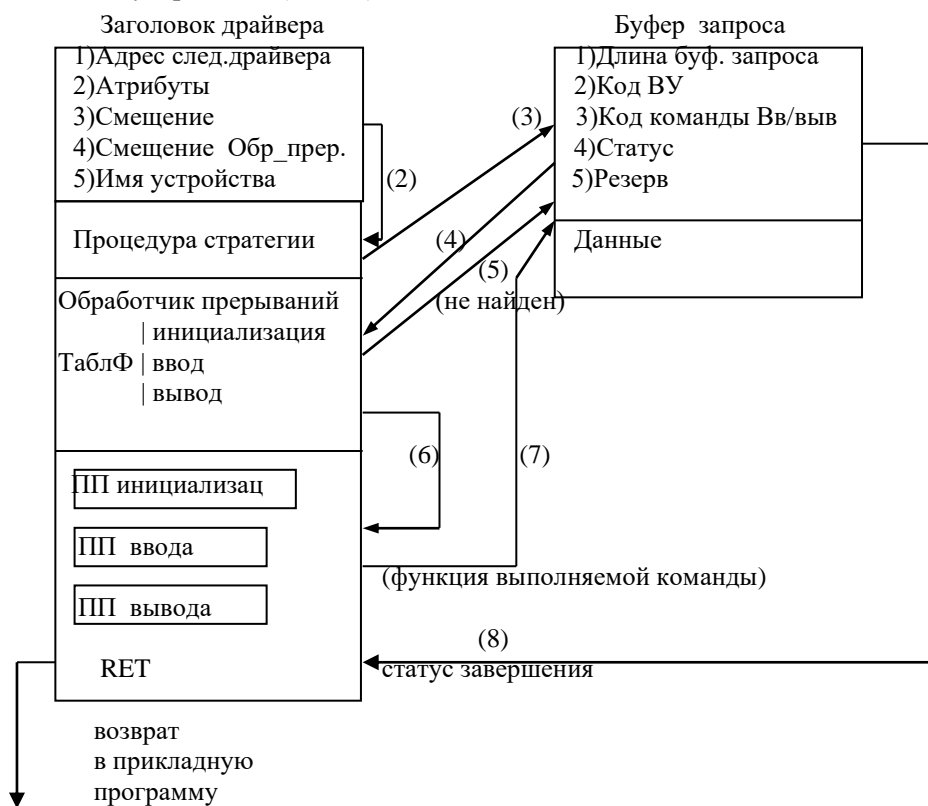 Заголовок драйвера
1)Адрес след.драйвера
2)Атрибуты
3)Смещение
4)Смещение Обр_прер.
5)Имя устройства
(2)
Процедура стратегии
Обработчик прерываний
| инициализация
ТаблФ | ввод
| вывод
(6)
ПП инициализац
ПП ввода
ПП вывода
RET
возврат
в прикладную
программу
Буфер запроса
1)Длина буф. запроса
2)Код ВУ
3)Код команды Вв/выв
4)Статус
5)Резерв
Данные
(3)
(4)
(5)
(не найден)
(7)
(функция выполняемой команды)
(8)
статус завершения